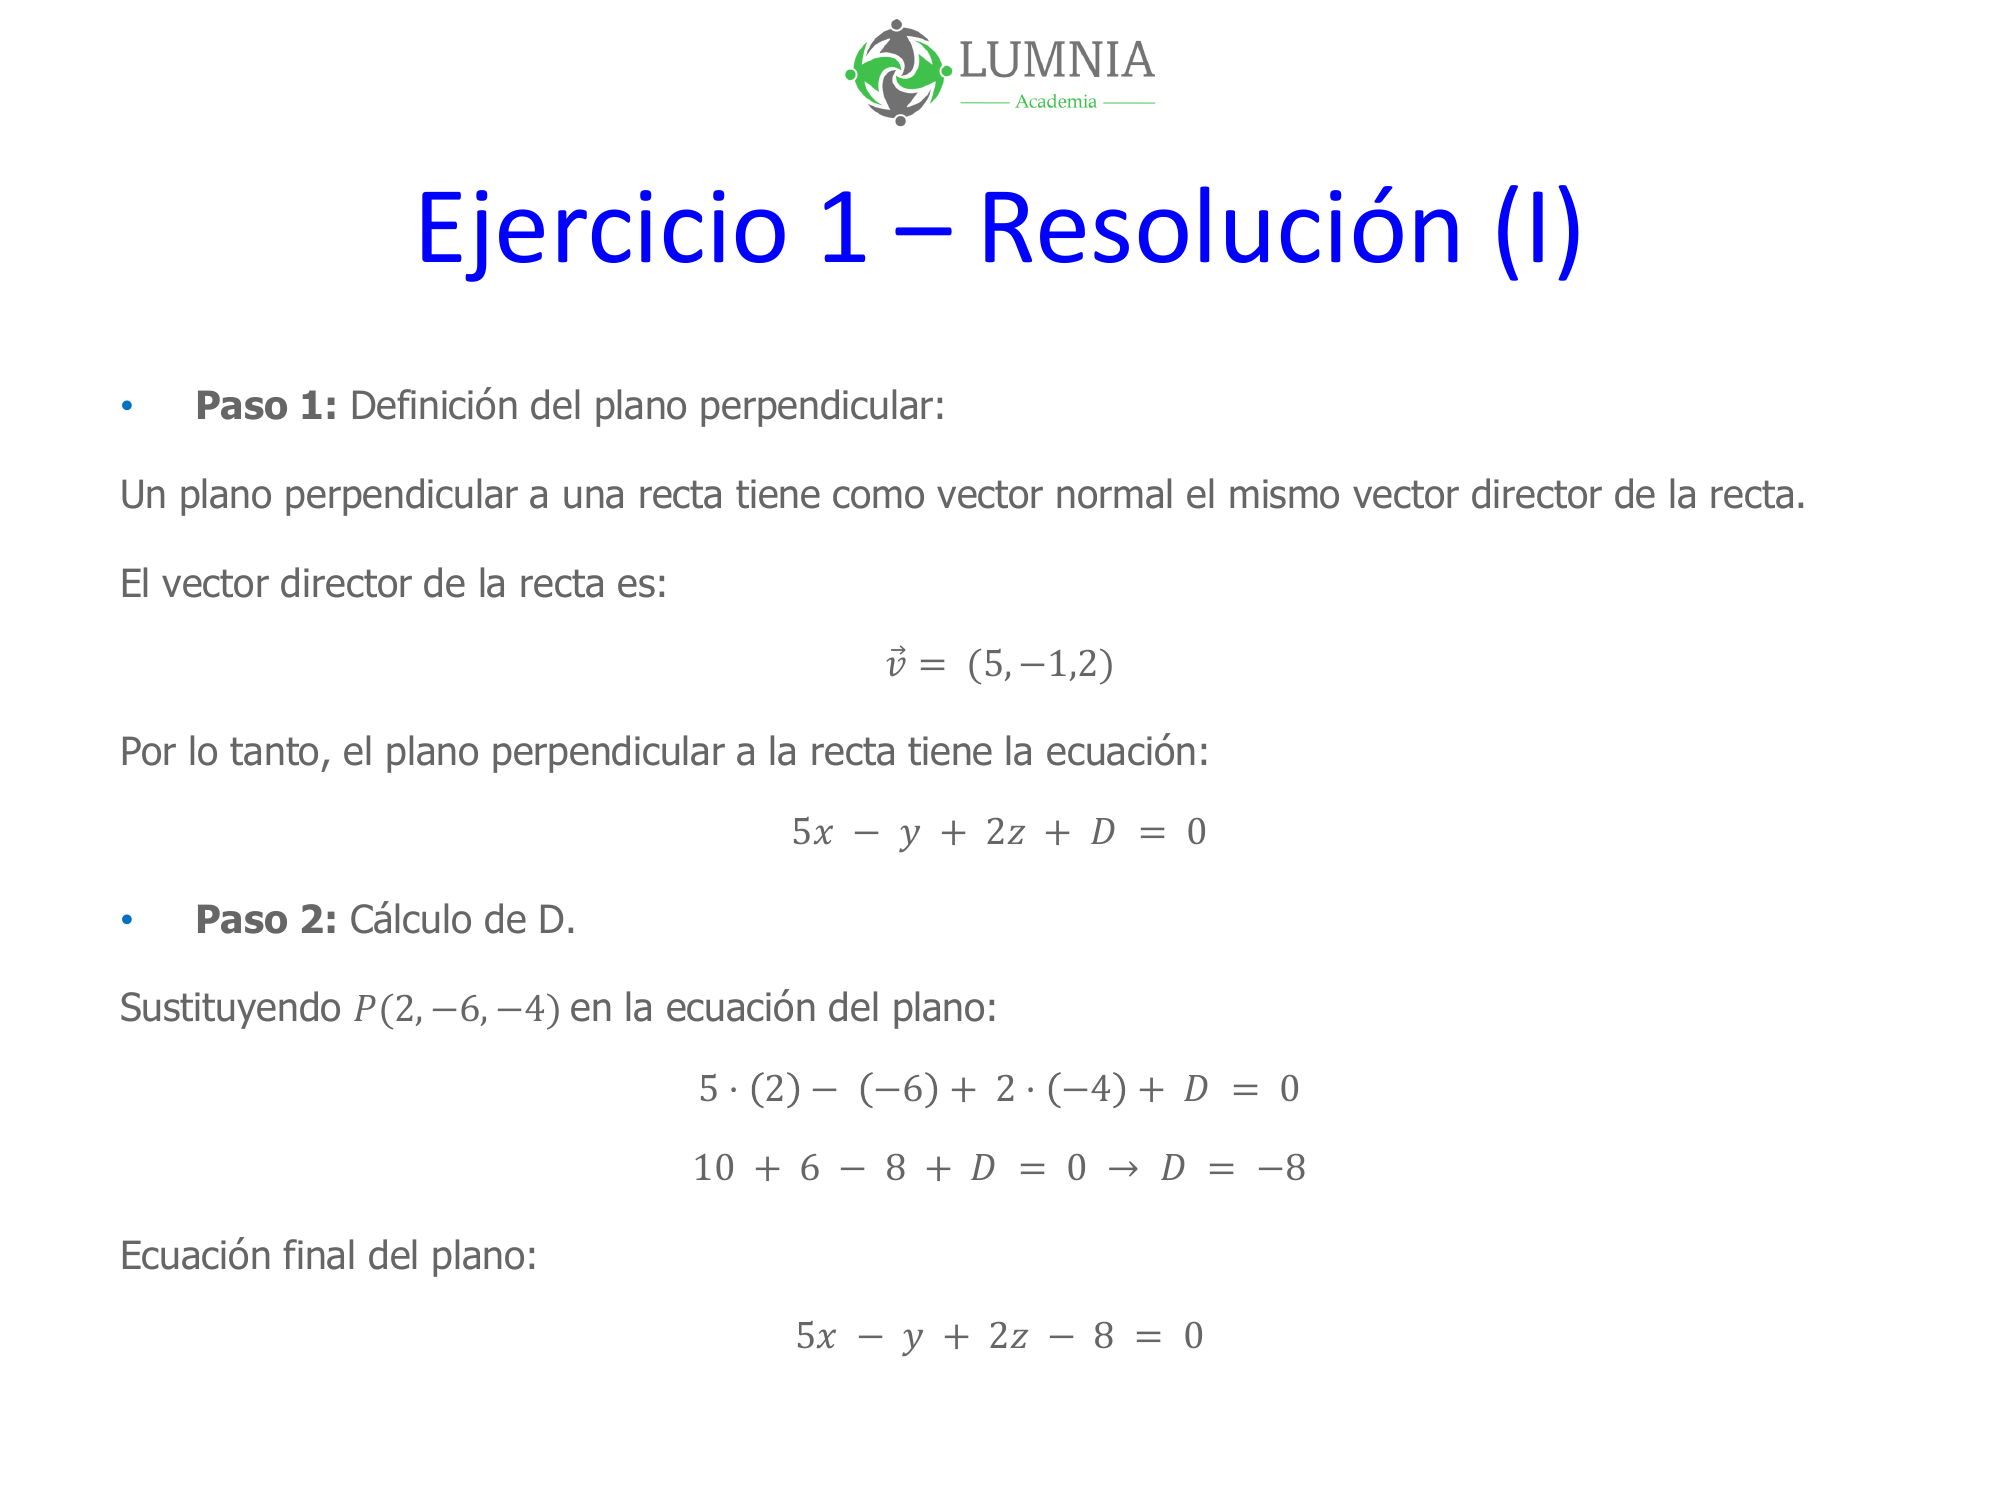 LUMNIA
Academia
Ejercicio 1 – Resolución (I)
• Paso 1: Definición del plano perpendicular:
Un plano perpendicular a una recta tiene como vector normal el mismo vector director de la recta.
El vector director de la recta es:
v⃗ = (5, −1,2)
Por lo tanto, el plano perpendicular a la recta tiene la ecuación:
5x − y + 2z + D = 0
• Paso 2: Cálculo de D.
Sustituyendo P(2, −6, −4) en la ecuación del plano:
5 · (2) − (−6) + 2 · (−4) + D = 0
10 + 6 − 8 + D = 0 → D = −8
Ecuación final del plano:
5x − y + 2z − 8 = 0